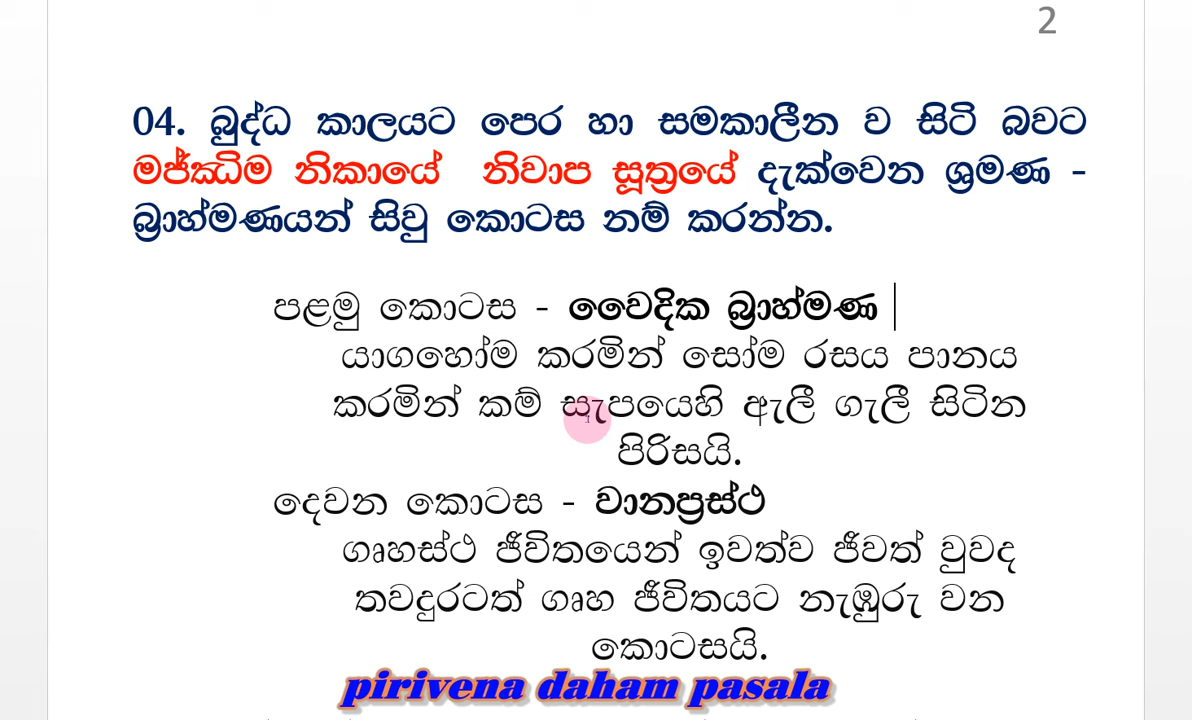 2
04. බුද්ධ කාලයට පෙර හා සමකාලීන ව සිටි බවට
මජ්ඣිම නිකායේ නිවාප සූත්‍රයේ දැක්වෙන ශ්‍රමණ -
බ්‍රාහ්මණයන් සිවු කොටස නම් කරන්න.
පළමු කොටස - වෛදික බ්‍රාහ්මණ
යාගහෝම කරමින් සෝම රසය පානය
කරමින් කම් සැපයෙහි ඇලී ගැලී සිටින
පිරිසයි.
දෙවන කොටස - වානප්‍රස්ථ
ගෘහස්ථ ජීවිතයෙන් ඉවත්ව ජීවත් වුවද
තවදුරටත් ගෘහ ජීවිතයට නැඹුරු වන
කොටසයි.
pirivena daham pasala